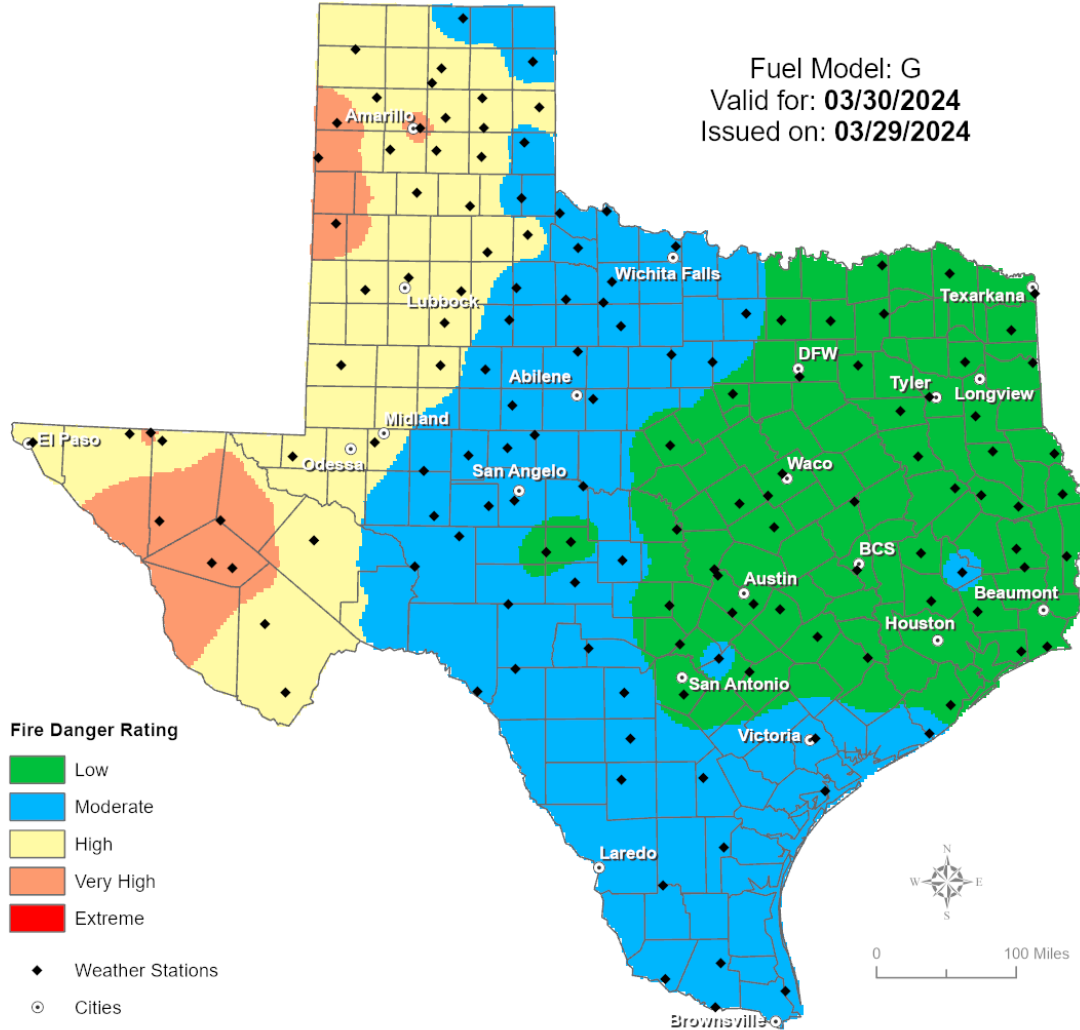 Fuel Model: G
Valid for: 03/30/2024
Issued on: 03/29/2024
Amarillo
Wichita Falls
Lubbock
Texarkana
DFW
Abilene
Tyler
Longview
Midland
El Paso
Odessa
San Angelo
Waco
BCS
Austin
Beaumont
Houston
San Antonio
Victoria
Laredo
Brownsville
Fire Danger Rating
Low
Moderate
High
Very High
Extreme
Weather Stations
Cities
N
W E
S
0 100 Miles